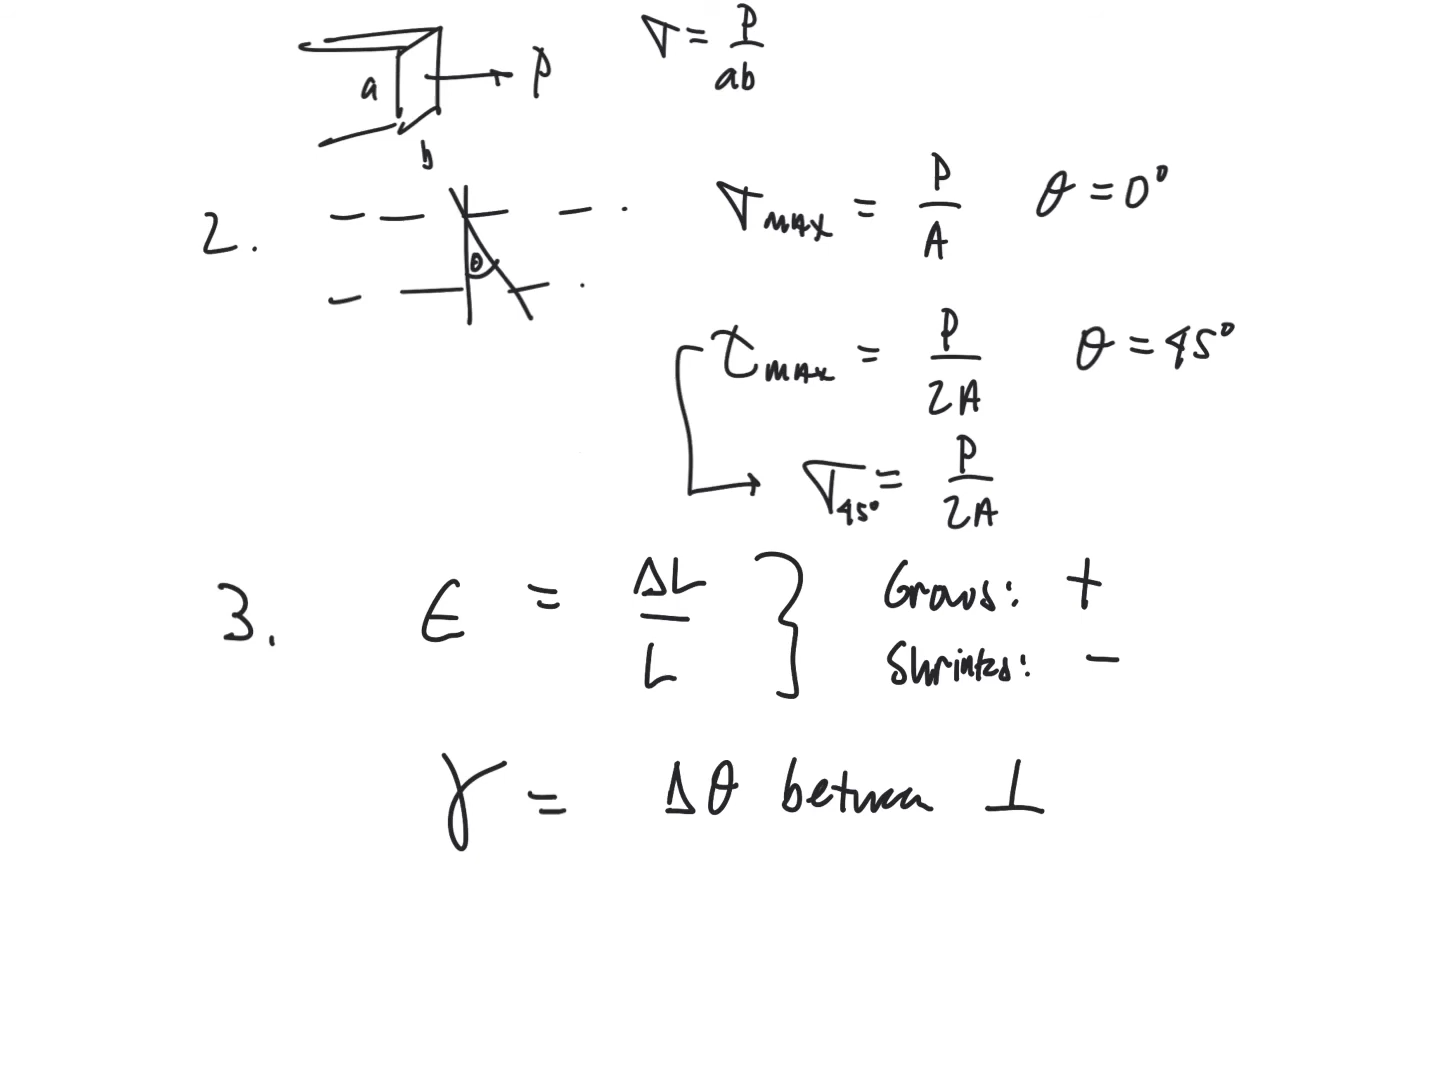 a P σ = P/ab
b
2. θ σMAX = P/A θ = 0°
τMAX = P/2A θ = 45°
→ σ45° = P/2A
3. ε = ΔL/L } Grows: +
Shrinks: -
γ = Δθ between ⊥